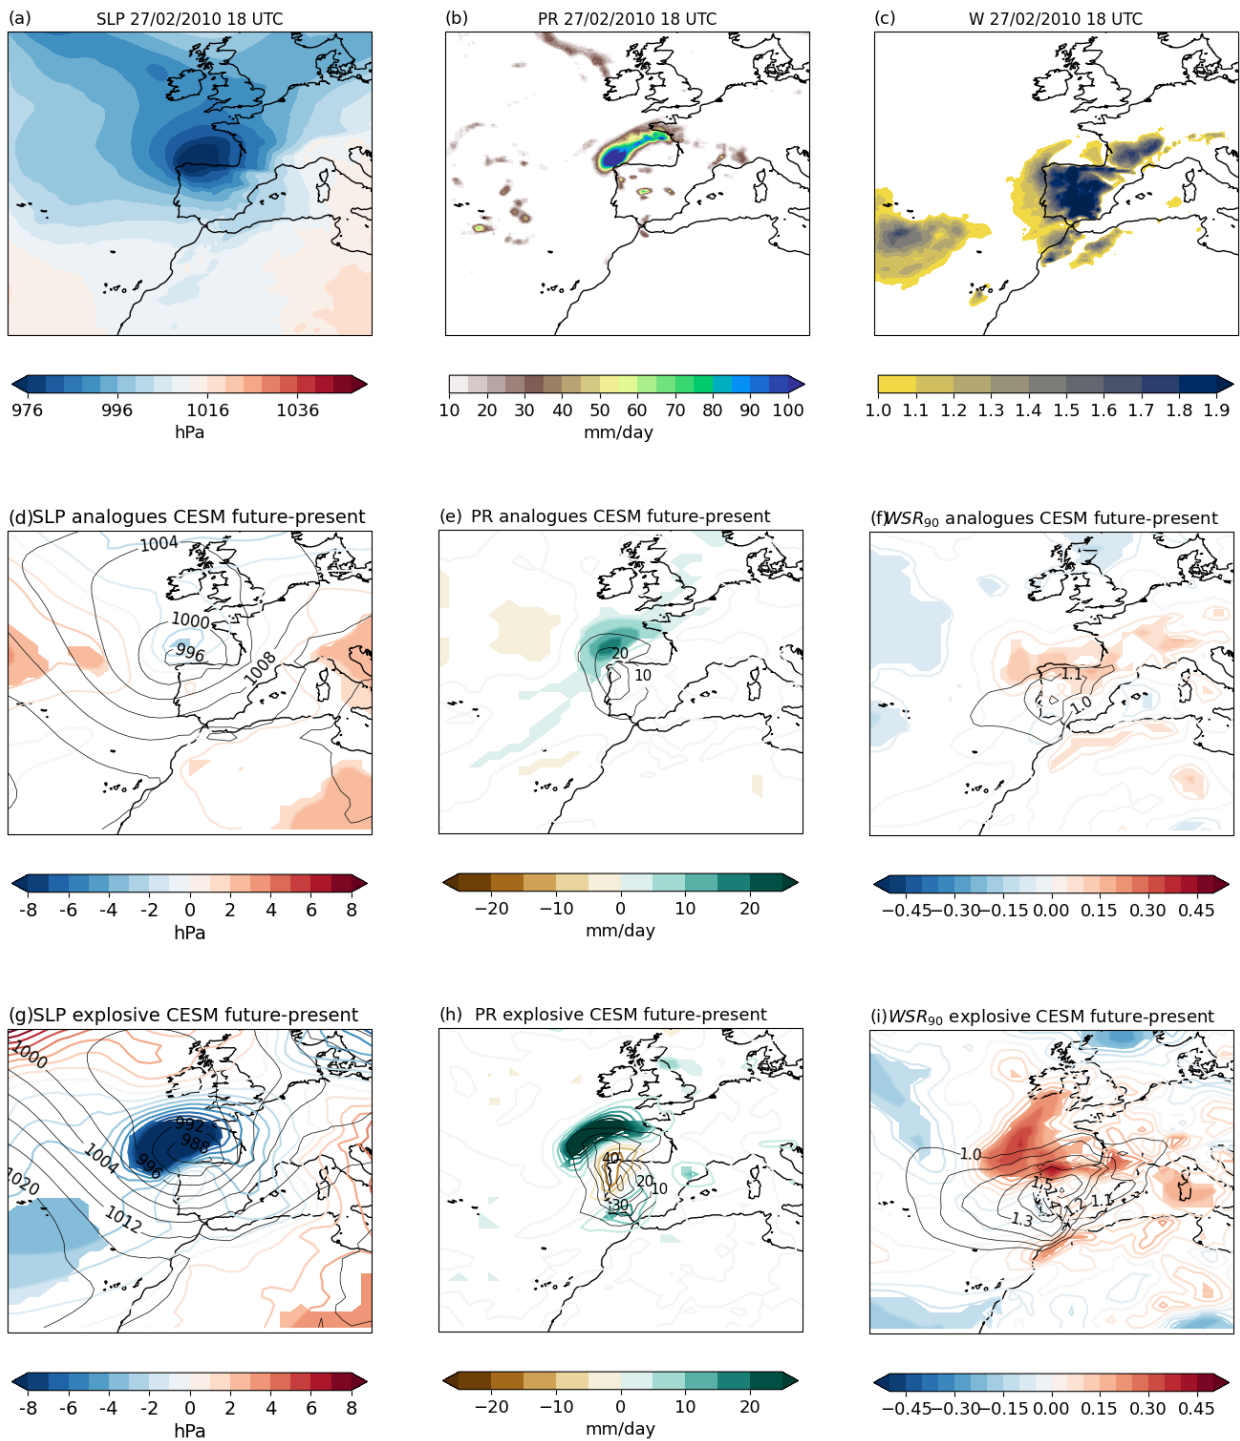 (a) SLP 27/02/2010 18 UTC
(b) PR 27/02/2010 18 UTC
(c) W 27/02/2010 18 UTC
976 996 1016 1036
hPa
10 20 30 40 50 60 70 80 90 100
mm/day
1.0 1.1 1.2 1.3 1.4 1.5 1.6 1.7 1.8 1.9
(d) SLP analogues CESM future-present
1004
1000
996
1008
(e) PR analogues CESM future-present
20
10
(f) WSR90 analogues CESM future-present
1.1
1.0
-8 -6 -4 -2 0 2 4 6 8
hPa
−20 −10 0 10 20
mm/day
−0.45 −0.30 −0.15 0.00 0.15 0.30 0.45
(g) SLP explosive CESM future-present
1000
992
988
996
1004
1020
1012
(h) PR explosive CESM future-present
40
20
10
30
(i) WSR90 explosive CESM future-present
1.0
1.5
1.2
1.1
1.3
-8 -6 -4 -2 0 2 4 6 8
hPa
−20 −10 0 10 20
mm/day
−0.45 −0.30 −0.15 0.00 0.15 0.30 0.45